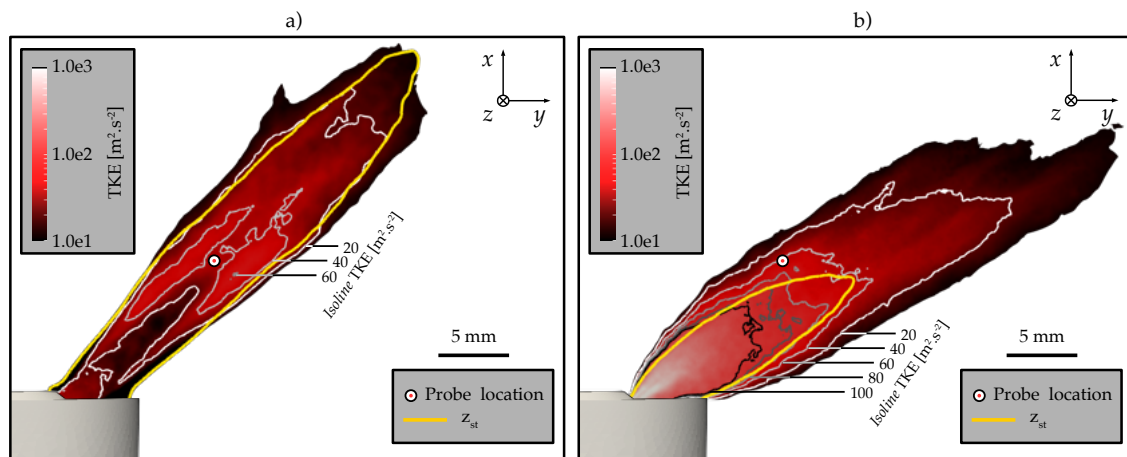 a)
1.0e3
1.0e2
1.0e1
TKE [m².s⁻²]
x
z
y
20
40
60
Isoline TKE [m².s⁻²]
5 mm
Probe location
z_st
b)
1.0e3
1.0e2
1.0e1
TKE [m².s⁻²]
x
z
y
20
40
60
80
100
Isoline TKE [m².s⁻²]
5 mm
Probe location
z_st